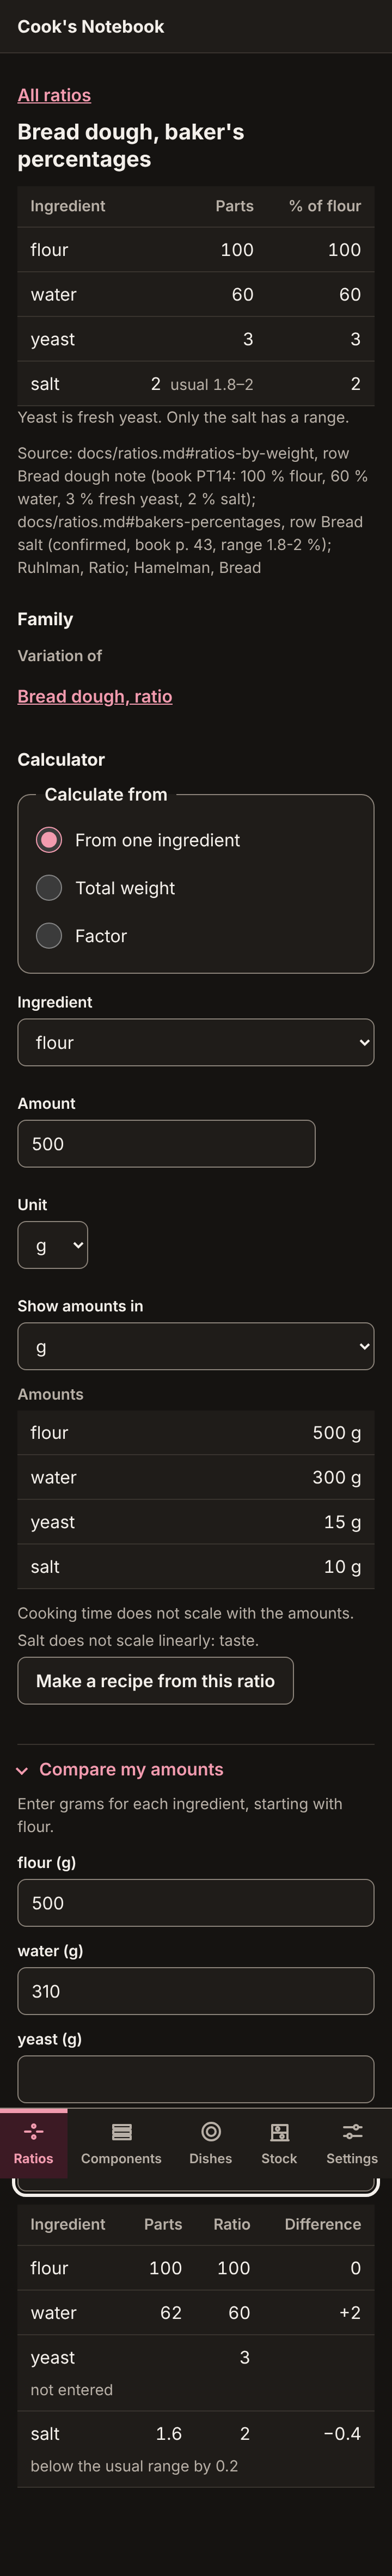 Cook's Notebook
All ratios
Bread dough, baker's
percentages
Ingredient Parts % of flour
flour 100 100
water 60 60
yeast 3 3
salt 2 usual 1.8–2 2
Yeast is fresh yeast. Only the salt has a range.
Source: docs/ratios.md#ratios-by-weight, row
Bread dough note (book PT14: 100 % flour, 60 %
water, 3 % fresh yeast, 2 % salt);
docs/ratios.md#bakers-percentages, row Bread
salt (confirmed, book p. 43, range 1.8-2 %);
Ruhlman, Ratio; Hamelman, Bread
Family
Variation of
Bread dough, ratio
Calculator
Calculate from
From one ingredient
Total weight
Factor
Ingredient
flour
Amount
500
Unit
g
Show amounts in
g
Amounts
flour 500 g
water 300 g
yeast 15 g
salt 10 g
Cooking time does not scale with the amounts.
Salt does not scale linearly: taste.
Make a recipe from this ratio
Compare my amounts
Enter grams for each ingredient, starting with
flour.
flour (g)
500
water (g)
310
yeast (g)
Ratios Components Dishes Stock Settings
Ingredient Parts Ratio Difference
flour 100 100 0
water 62 60 +2
yeast 3
not entered
salt 1.6 2 −0.4
below the usual range by 0.2